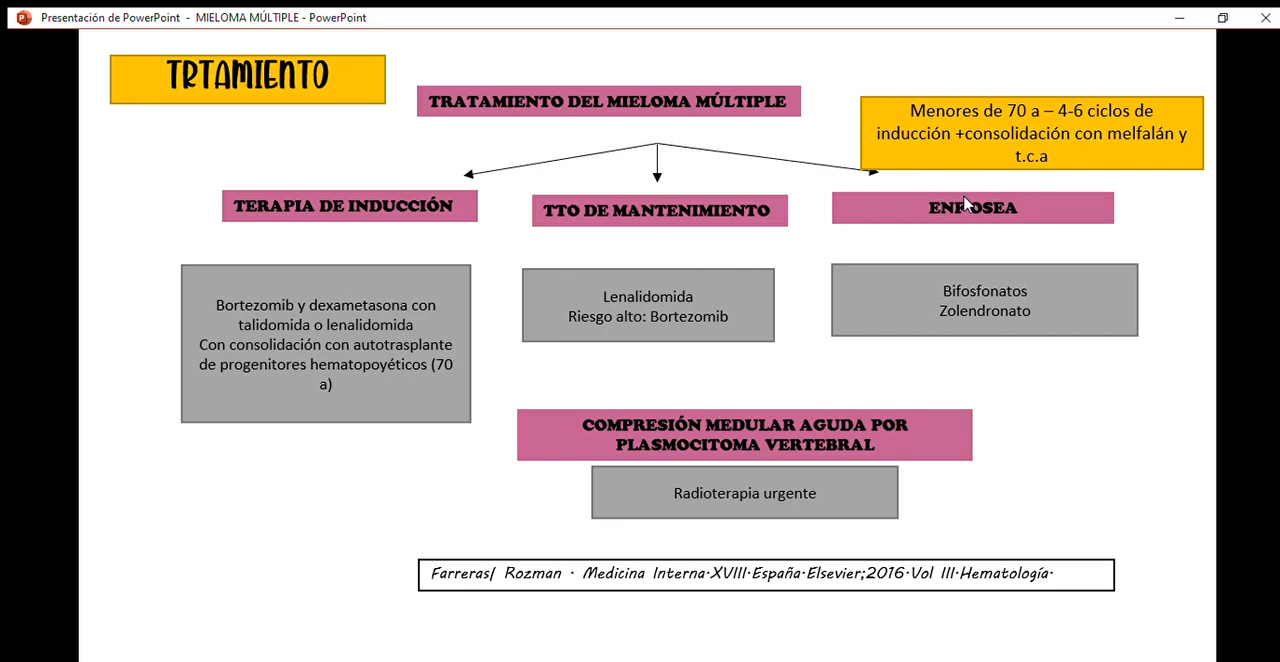 Presentación de PowerPoint - MIELOMA MÚLTIPLE - PowerPoint
TRTAMIENTO
TRATAMIENTO DEL MIELOMA MÚLTIPLE
Menores de 70 a – 4-6 ciclos de
inducción +consolidación con melfalán y
t.c.a
TERAPIA DE INDUCCIÓN
TTO DE MANTENIMIENTO
ENF OSEA
Bortezomib y dexametasona con
talidomida o lenalidomida
Con consolidación con autotrasplante
de progenitores hematopoyéticos (70
a)
Lenalidomida
Riesgo alto: Bortezomib
Bifosfonatos
Zolendronato
COMPRESIÓN MEDULAR AGUDA POR
PLASMOCITOMA VERTEBRAL
Radioterapia urgente
Farreras/ Rozman . Medicina Interna.XVIII.España.Elsevier;2016.Vol III.Hematología.